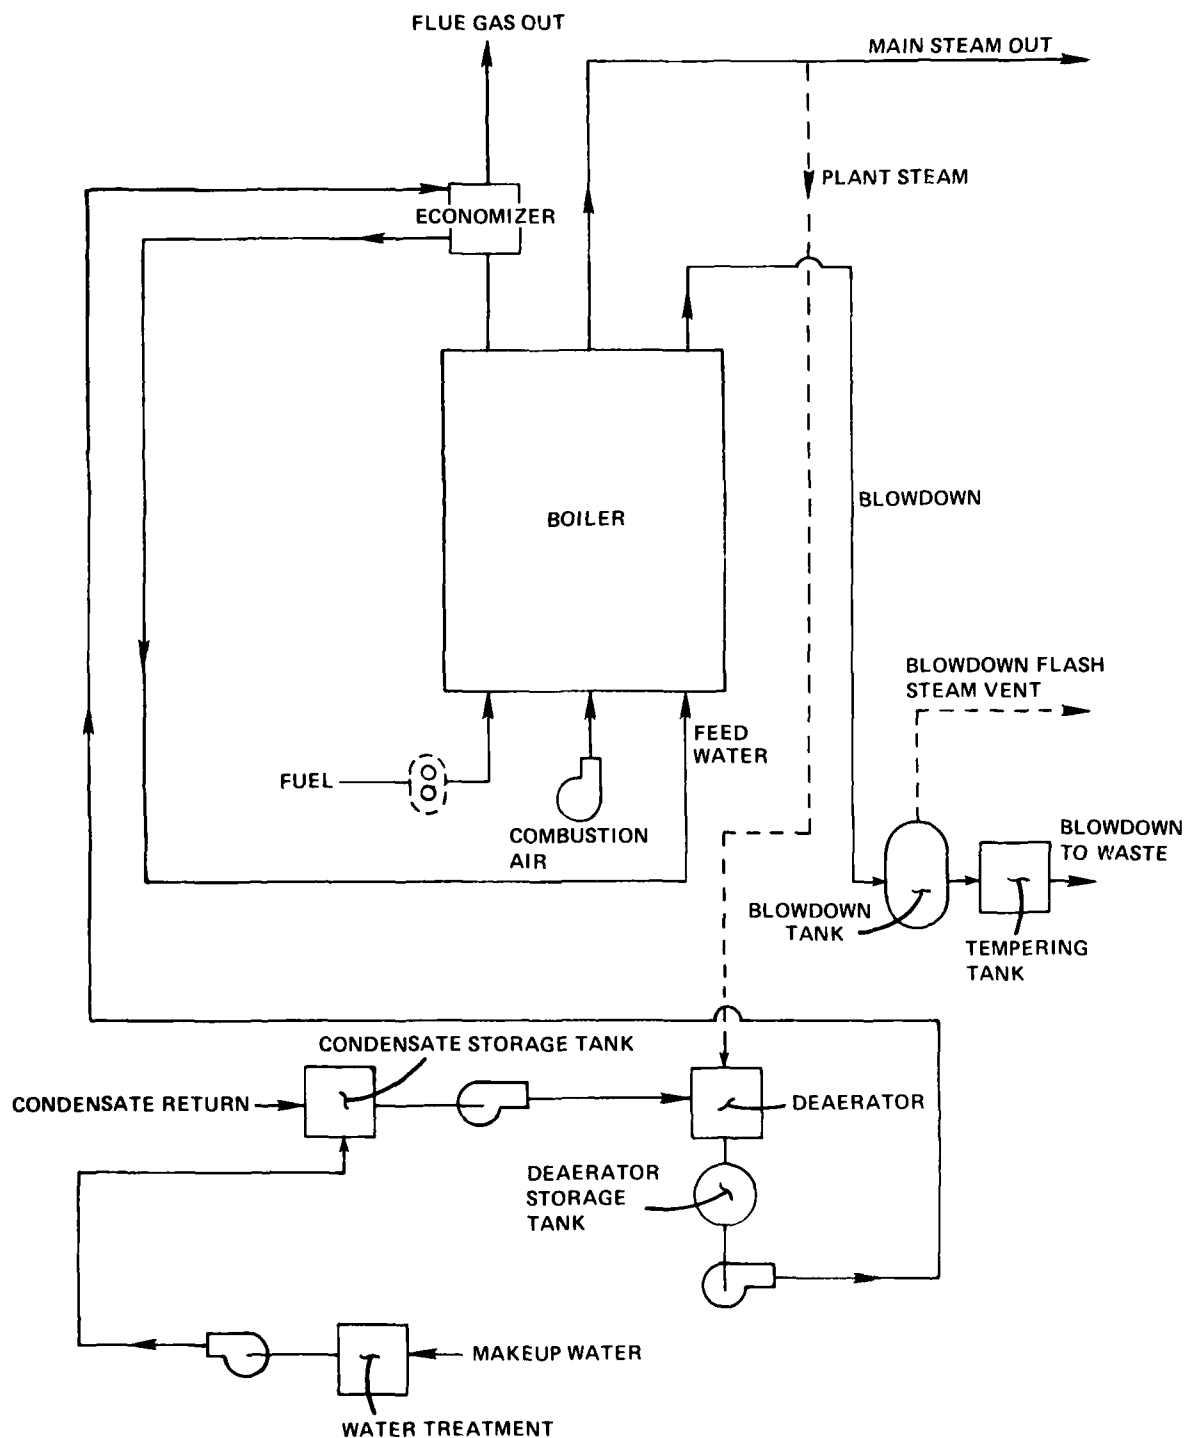 FLUE GAS OUT
MAIN STEAM OUT
PLANT STEAM
ECONOMIZER
BLOWDOWN
BOILER
BLOWDOWN FLASH
STEAM VENT
FEED
WATER
FUEL
COMBUSTION
AIR
BLOWDOWN
TO WASTE
BLOWDOWN
TANK
TEMPERING
TANK
CONDENSATE STORAGE TANK
CONDENSATE RETURN
DEAERATOR
DEAERATOR
STORAGE
TANK
MAKEUP WATER
WATER TREATMENT